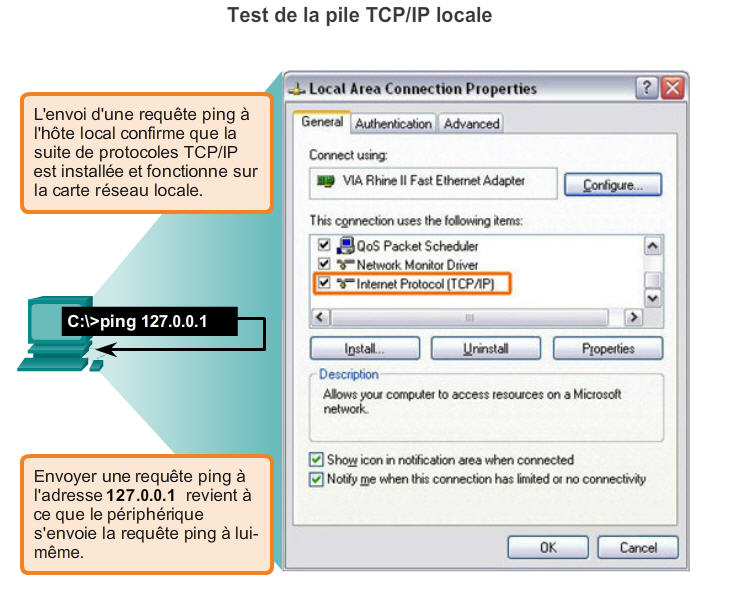 Test de la pile TCP/IP locale
L'envoi d'une requête ping à
l'hôte local confirme que la
suite de protocoles TCP/IP
est installée et fonctionne sur
la carte réseau locale.
C:\>ping 127.0.0.1
Envoyer une requête ping à
l'adresse 127.0.0.1 revient à
ce que le périphérique
s'envoie la requête ping à lui-
même.
Local Area Connection Properties
General Authentication Advanced
Connect using:
VIA Rhine II Fast Ethernet Adapter
Configure...
This connection uses the following items:
QoS Packet Scheduler
Network Monitor Driver
Internet Protocol (TCP/IP)
Install... Uninstall Properties
Description
Allows your computer to access resources on a Microsoft
network.
Show icon in notification area when connected
Notify me when this connection has limited or no connectivity
OK Cancel